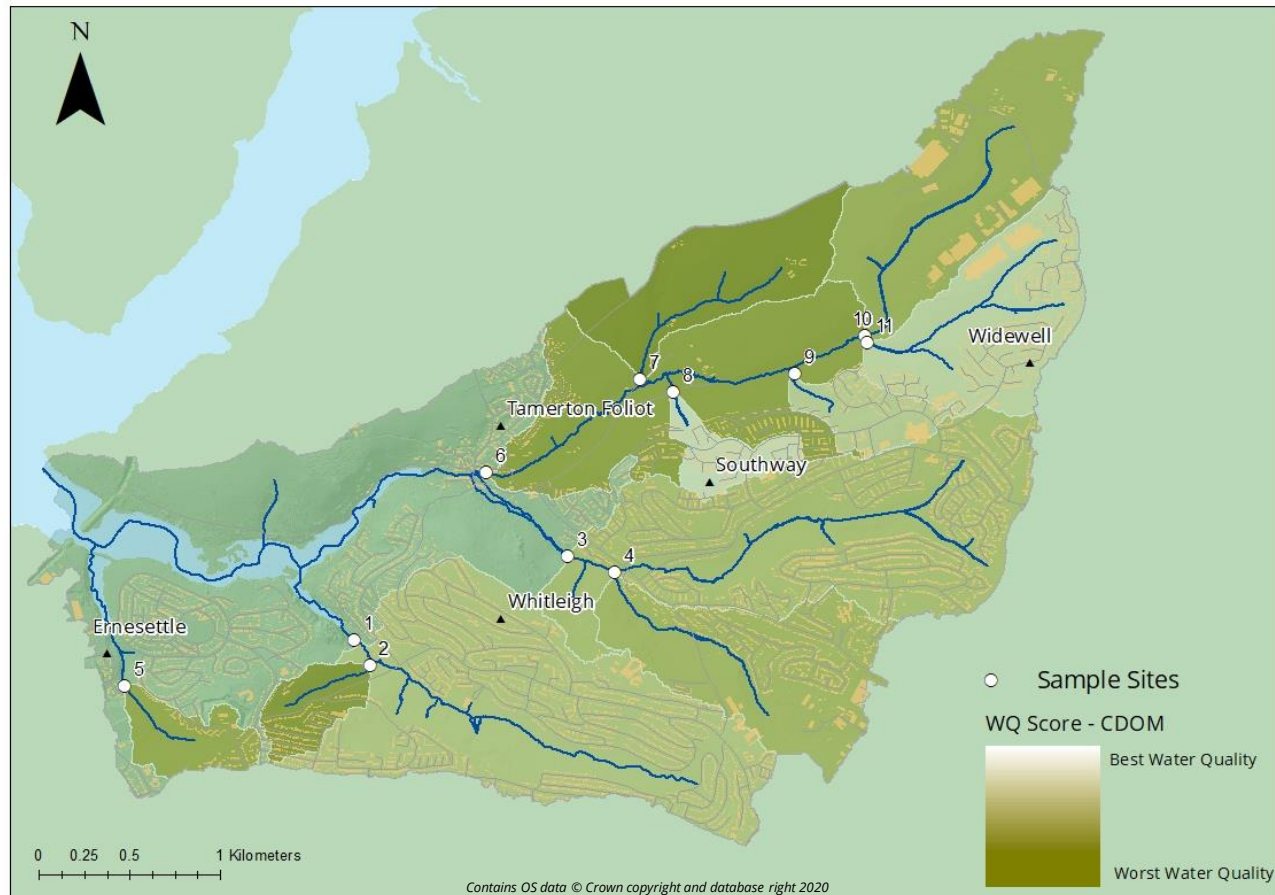 N
10
11
Widewell
9
7
8
Tamerton Foliot
6
Southway
3
4
Whitleigh
1
Ernesettle
2
5
Sample Sites
WQ Score - CDOM
Best Water Quality
Worst Water Quality
0 0.25 0.5 1 Kilometers
Contains OS data © Crown copyright and database right 2020